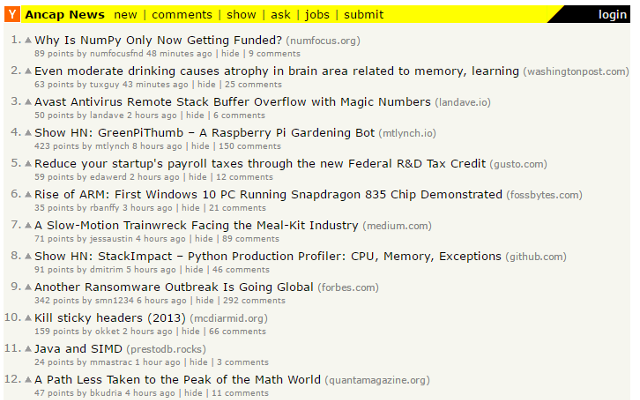 Y Ancap News new | comments | show | ask | jobs | submit login
1. Why Is NumPy Only Now Getting Funded? (numfocus.org)
89 points by numfocusfnd 48 minutes ago | hide | 9 comments
2. Even moderate drinking causes atrophy in brain area related to memory, learning (washingtonpost.com)
63 points by tuxguy 43 minutes ago | hide | 25 comments
3. Avast Antivirus Remote Stack Buffer Overflow with Magic Numbers (landave.io)
50 points by landave 2 hours ago | hide | 6 comments
4. Show HN: GreenPiThumb – A Raspberry Pi Gardening Bot (mtlynch.io)
423 points by mtlynch 8 hours ago | hide | 150 comments
5. Reduce your startup's payroll taxes through the new Federal R&D Tax Credit (gusto.com)
59 points by edawerd 2 hours ago | hide | 12 comments
6. Rise of ARM: First Windows 10 PC Running Snapdragon 835 Chip Demonstrated (fossbytes.com)
35 points by rbanffy 3 hours ago | hide | 21 comments
7. A Slow-Motion Trainwreck Facing the Meal-Kit Industry (medium.com)
71 points by jessaustin 4 hours ago | hide | 89 comments
8. Show HN: StackImpact – Python Production Profiler: CPU, Memory, Exceptions (github.com)
91 points by dmitrim 5 hours ago | hide | 46 comments
9. Another Ransomware Outbreak Is Going Global (forbes.com)
342 points by smn1234 6 hours ago | hide | 292 comments
10. Kill sticky headers (2013) (mcdiarmid.org)
159 points by okket 2 hours ago | hide | 66 comments
11. Java and SIMD (prestodb.rocks)
24 points by mmastrac 1 hour ago | hide | 3 comments
12. A Path Less Taken to the Peak of the Math World (quantamagazine.org)
47 points by bkudria 4 hours ago | hide | 11 comments